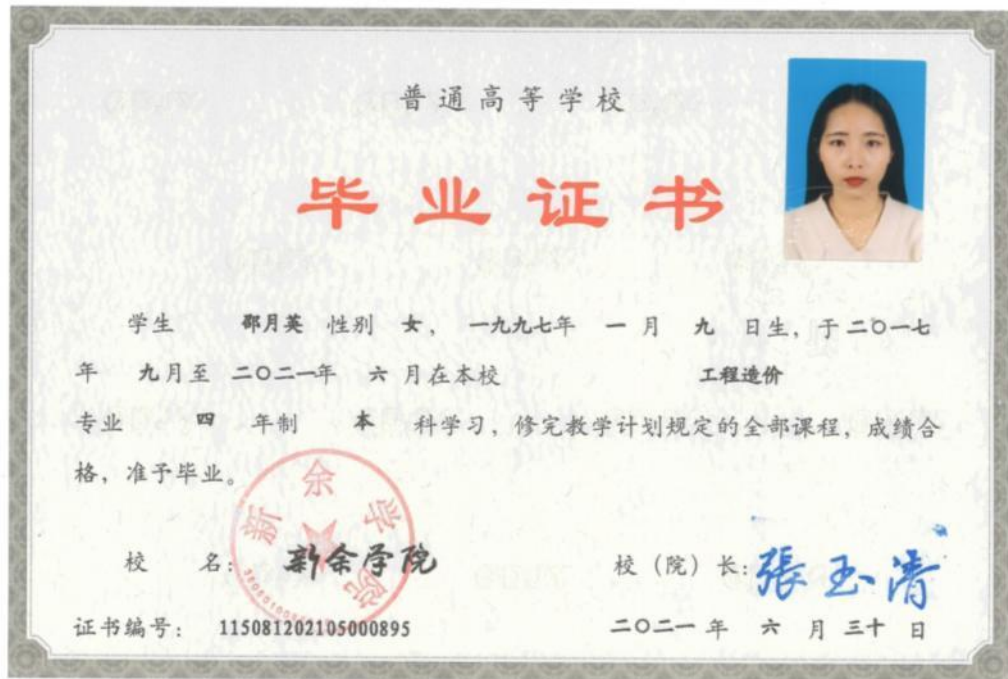 普通高等学校
毕业证书
学生 邵月英 性别 女， 一九九七年 一 月 九 日生，于二〇一七
年 九月至 二〇二一年 六 月在本校 工程造价
专业 四 年制 本 科学习，修完教学计划规定的全部课程，成绩合
格，准予毕业。
新余学院
校 名： 新余学院 校（院）长：張玉清
证书编号： 115081202105000895 二〇二一 年 六 月 三十 日